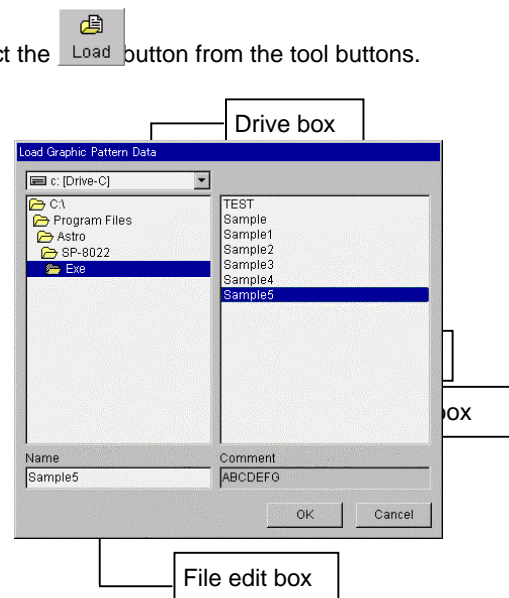 ct the Load button from the tool buttons.
Drive box
Load Graphic Pattern Data
c: [Drive-C]
C:\
Program Files
Astro
SP-8022
Exe
TEST
Sample
Sample1
Sample2
Sample3
Sample4
Sample5
box
Name
Sample5
Comment
ABCDEFG
OK
Cancel
File edit box